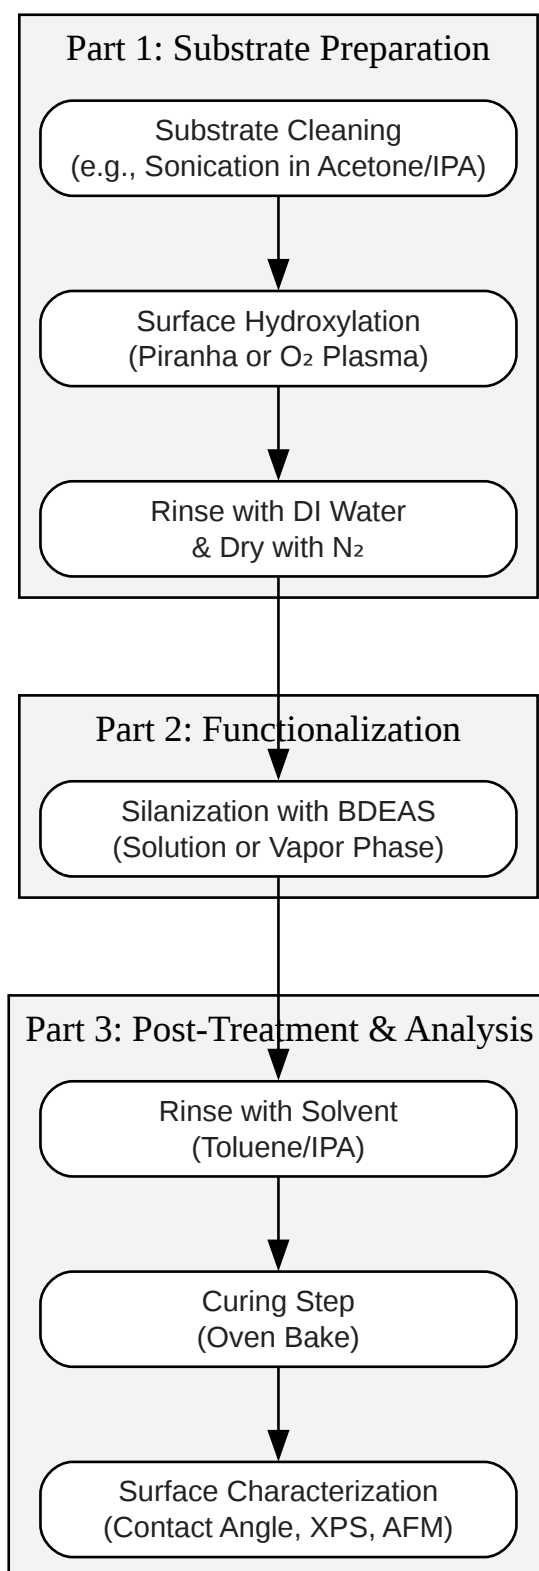 Part 1: Substrate Preparation
Substrate Cleaning
(e.g., Sonication in Acetone/IPA)
Surface Hydroxylation
(Piranha or O₂ Plasma)
Rinse with DI Water
& Dry with N₂
Part 2: Functionalization
Silanization with BDEAS
(Solution or Vapor Phase)
Part 3: Post-Treatment & Analysis
Rinse with Solvent
(Toluene/IPA)
Curing Step
(Oven Bake)
Surface Characterization
(Contact Angle, XPS, AFM)